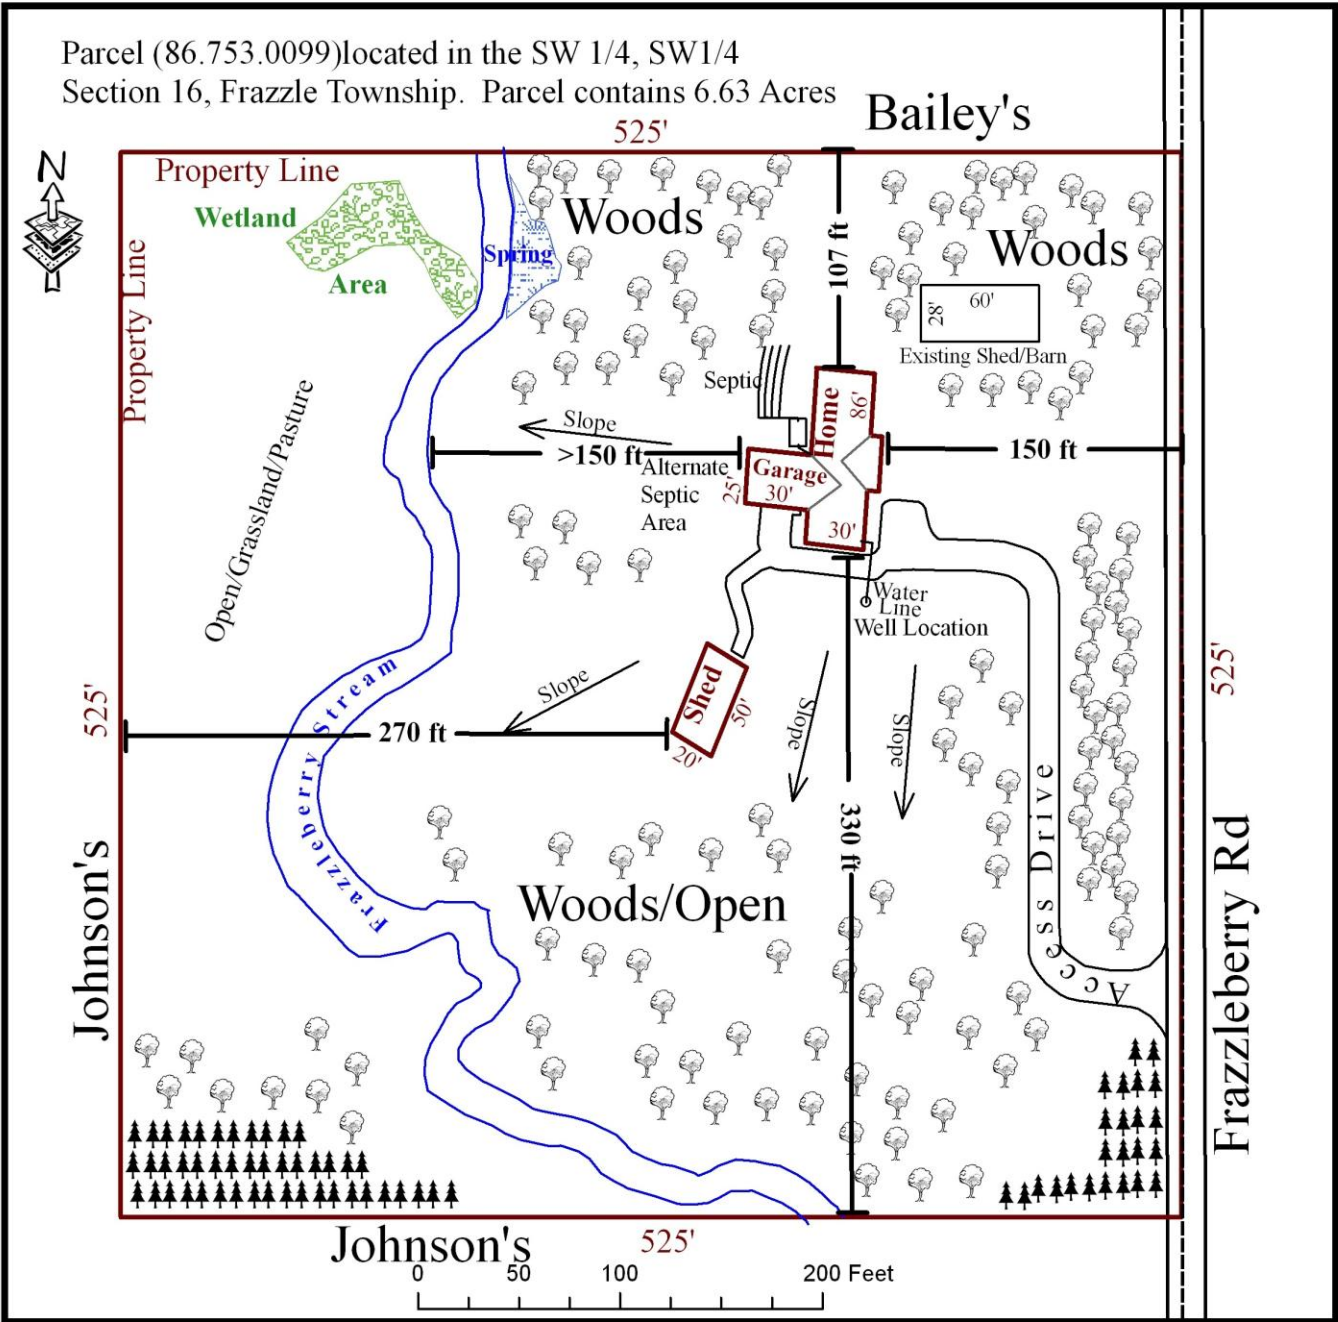 Parcel (86.753.0099)located in the SW 1/4, SW1/4
Section 16, Frazzle Township.  Parcel contains 6.63 Acres
Bailey's
525'
N
Property Line
Property Line
Wetland
Area
Spring
Woods
Woods
107 ft
28'
60'
Existing Shed/Barn
Septic
Home
86'
Slope
>150 ft
150 ft
Alternate
Septic
Area
Garage
25'
30'
30'
Open/Grassland/Pasture
Water
Line
Well Location
525'
525'
Frazzleberry Stream
Slope
Shed
50'
20'
Slope
Slope
270 ft
330 ft
Access Drive
Johnson's
Woods/Open
Frazzleberry Rd
Johnson's
525'
0 50 100 200 Feet